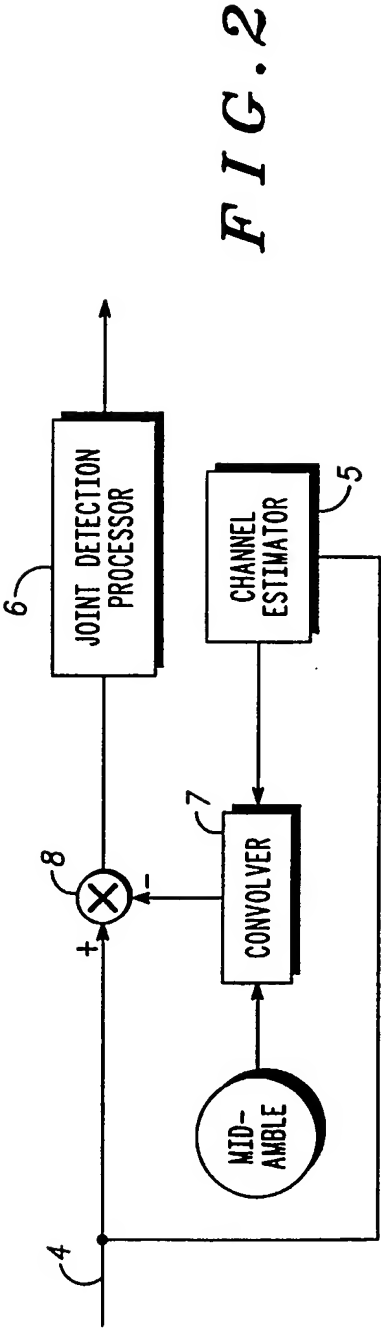 6
JOINT DETECTION
PROCESSOR
8
+
-
4
7
CONVOLVER
MID-
AMBLE
CHANNEL
ESTIMATOR
5
FIG.2